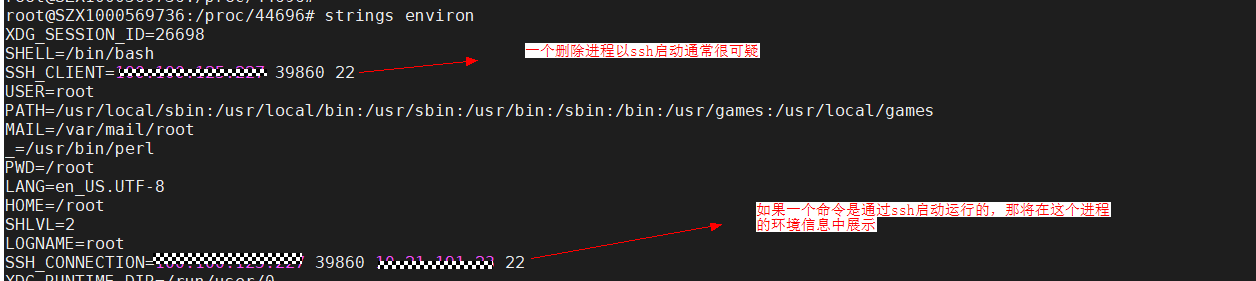 root@SZX1000569736:/proc/44696# strings environ
XDG_SESSION_ID=26698
SHELL=/bin/bash
一个删除进程以ssh启动通常很可疑
SSH_CLIENT= 39860 22
USER=root
PATH=/usr/local/sbin:/usr/local/bin:/usr/sbin:/usr/bin:/sbin:/bin:/usr/games:/usr/local/games
MAIL=/var/mail/root
_=/usr/bin/perl
PWD=/root
LANG=en_US.UTF-8
HOME=/root
如果一个命令是通过ssh启动运行的，那将在这个进程
的环境信息中展示
SHLVL=2
LOGNAME=root
SSH_CONNECTION= 39860 22
XDG_RUNTIME_DIR=/run/user/0